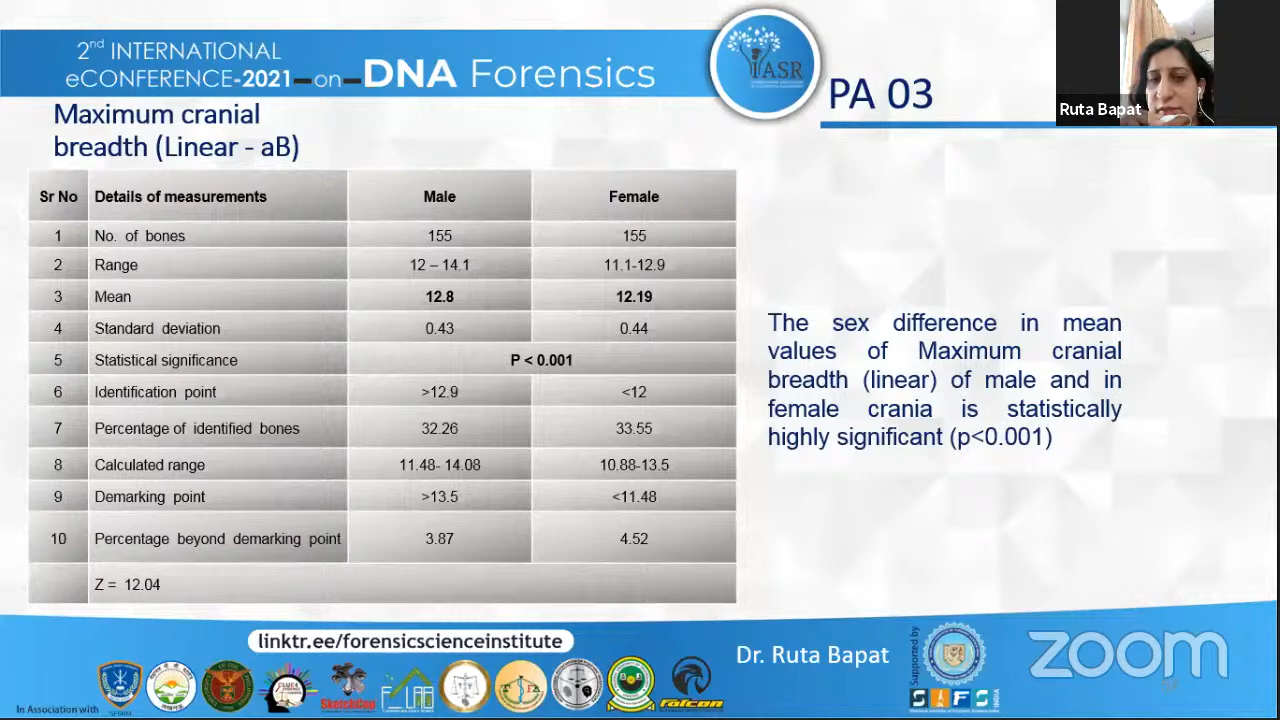 2nd INTERNATIONAL
eCONFERENCE-2021-on-DNA Forensics
IASR
PA 03
Ruta Bapat
Maximum cranial
breadth (Linear - aB)
Sr No Details of measurements Male Female
1 No. of bones 155 155
2 Range 12 – 14.1 11.1-12.9
3 Mean 12.8 12.19
4 Standard deviation 0.43 0.44
5 Statistical significance P < 0.001
6 Identification point >12.9 <12
7 Percentage of identified bones 32.26 33.55
8 Calculated range 11.48- 14.08 10.88-13.5
9 Demarking point >13.5 <11.48
10 Percentage beyond demarking point 3.87 4.52
Z = 12.04
The sex difference in mean
values of Maximum cranial
breadth (linear) of male and in
female crania is statistically
highly significant (p<0.001)
linktr.ee/forensicscienceinstitute
Dr. Ruta Bapat
Supported by
SIFS
INDIA
zoom
In Association with
SketchCop
falcon